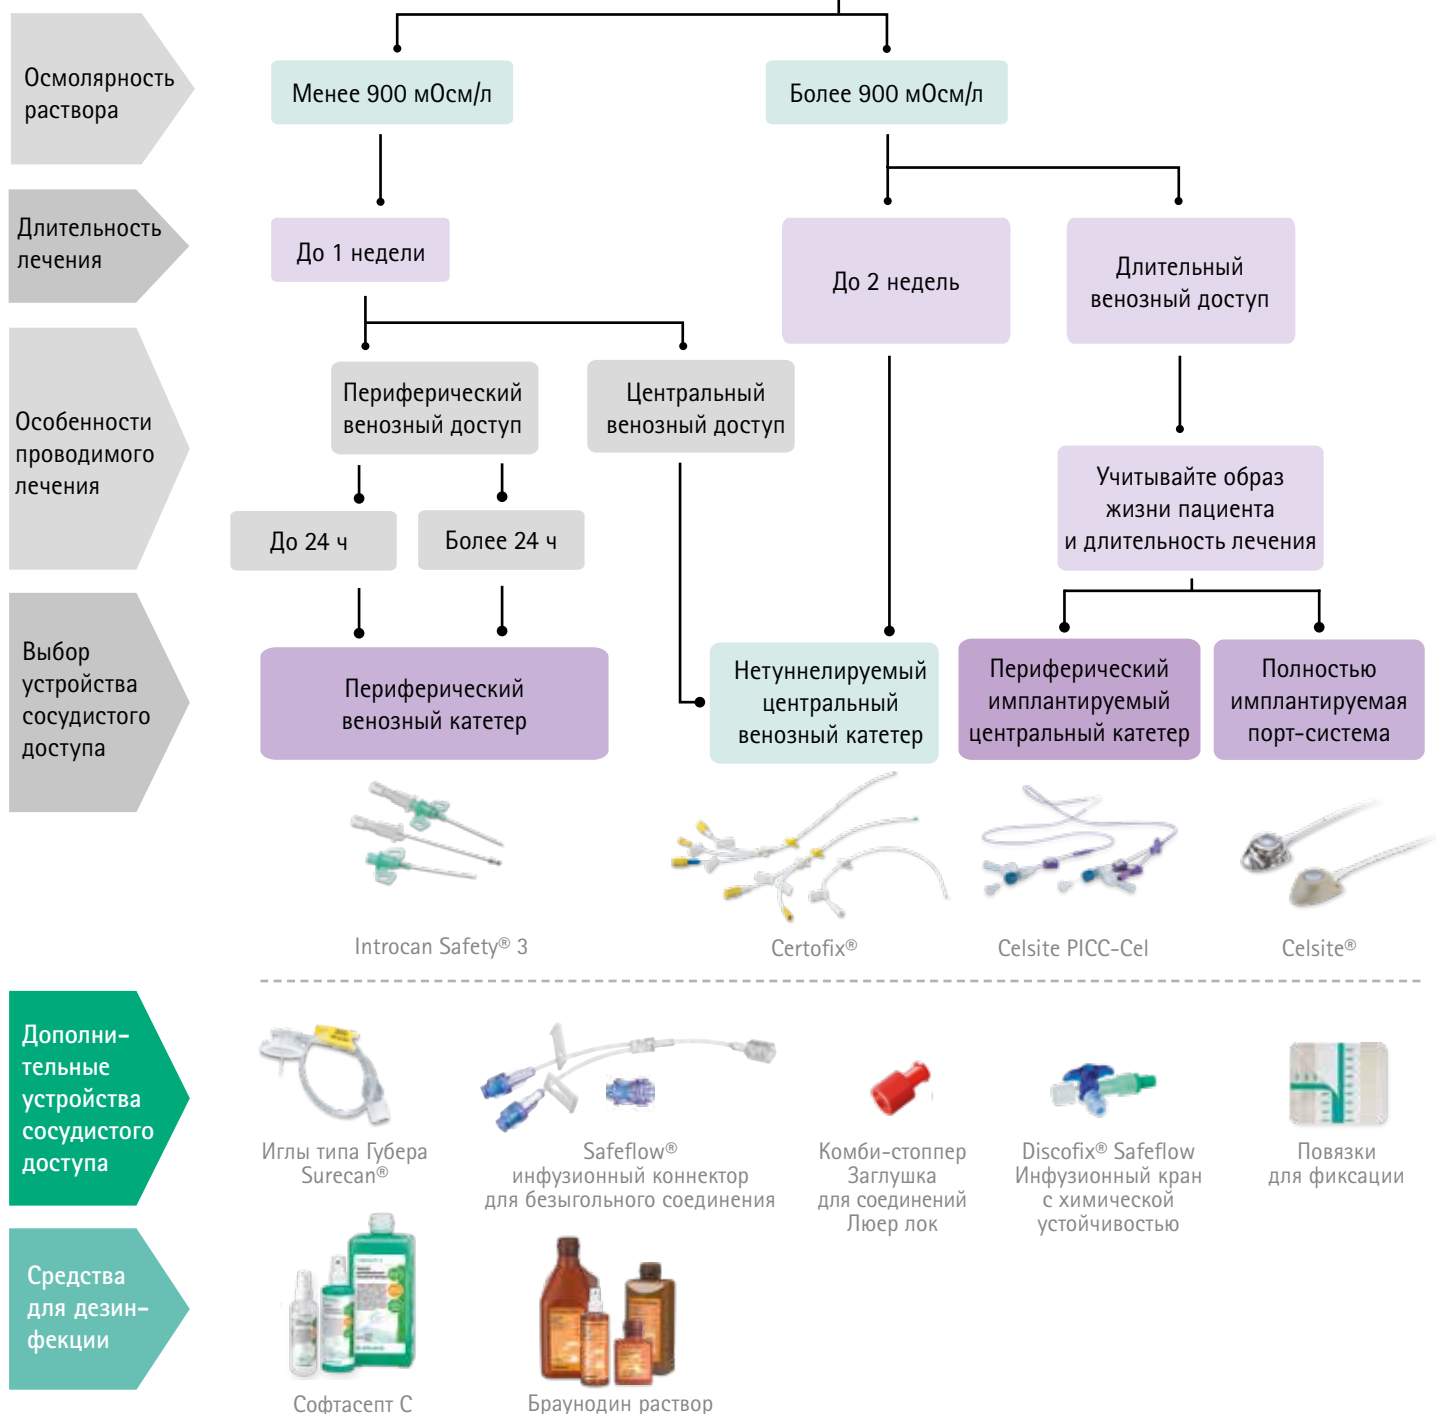 Осмолярность
раствора
Менее 900 мОсм/л
Более 900 мОсм/л
Длительность
лечения
До 1 недели
До 2 недель
Длительный
венозный доступ
Особенности
проводимого
лечения
Периферический
венозный доступ
Центральный
венозный доступ
До 24 ч
Более 24 ч
Учитывайте образ
жизни пациента
и длительность лечения
Выбор
устройства
сосудистого
доступа
Периферический
венозный катетер
Нетуннелируемый
центральный
венозный катетер
Периферический
имплантируемый
центральный катетер
Полностью
имплантируемая
порт-система
Introcan Safety® 3
Certofix®
Celsite PICC-Cel
Celsite®
Дополни-
тельные
устройства
сосудистого
доступа
Иглы типа Губера
Surecan®
Safeflow®
инфузионный коннектор
для безыгольного соединения
Комби-стоппер
Заглушка
для соединений
Люер лок
Discofix® Safeflow
Инфузионный кран
с химической
устойчивостью
Повязки
для фиксации
Средства
для дезин-
фекции
Софтасепт С
Браунодин раствор